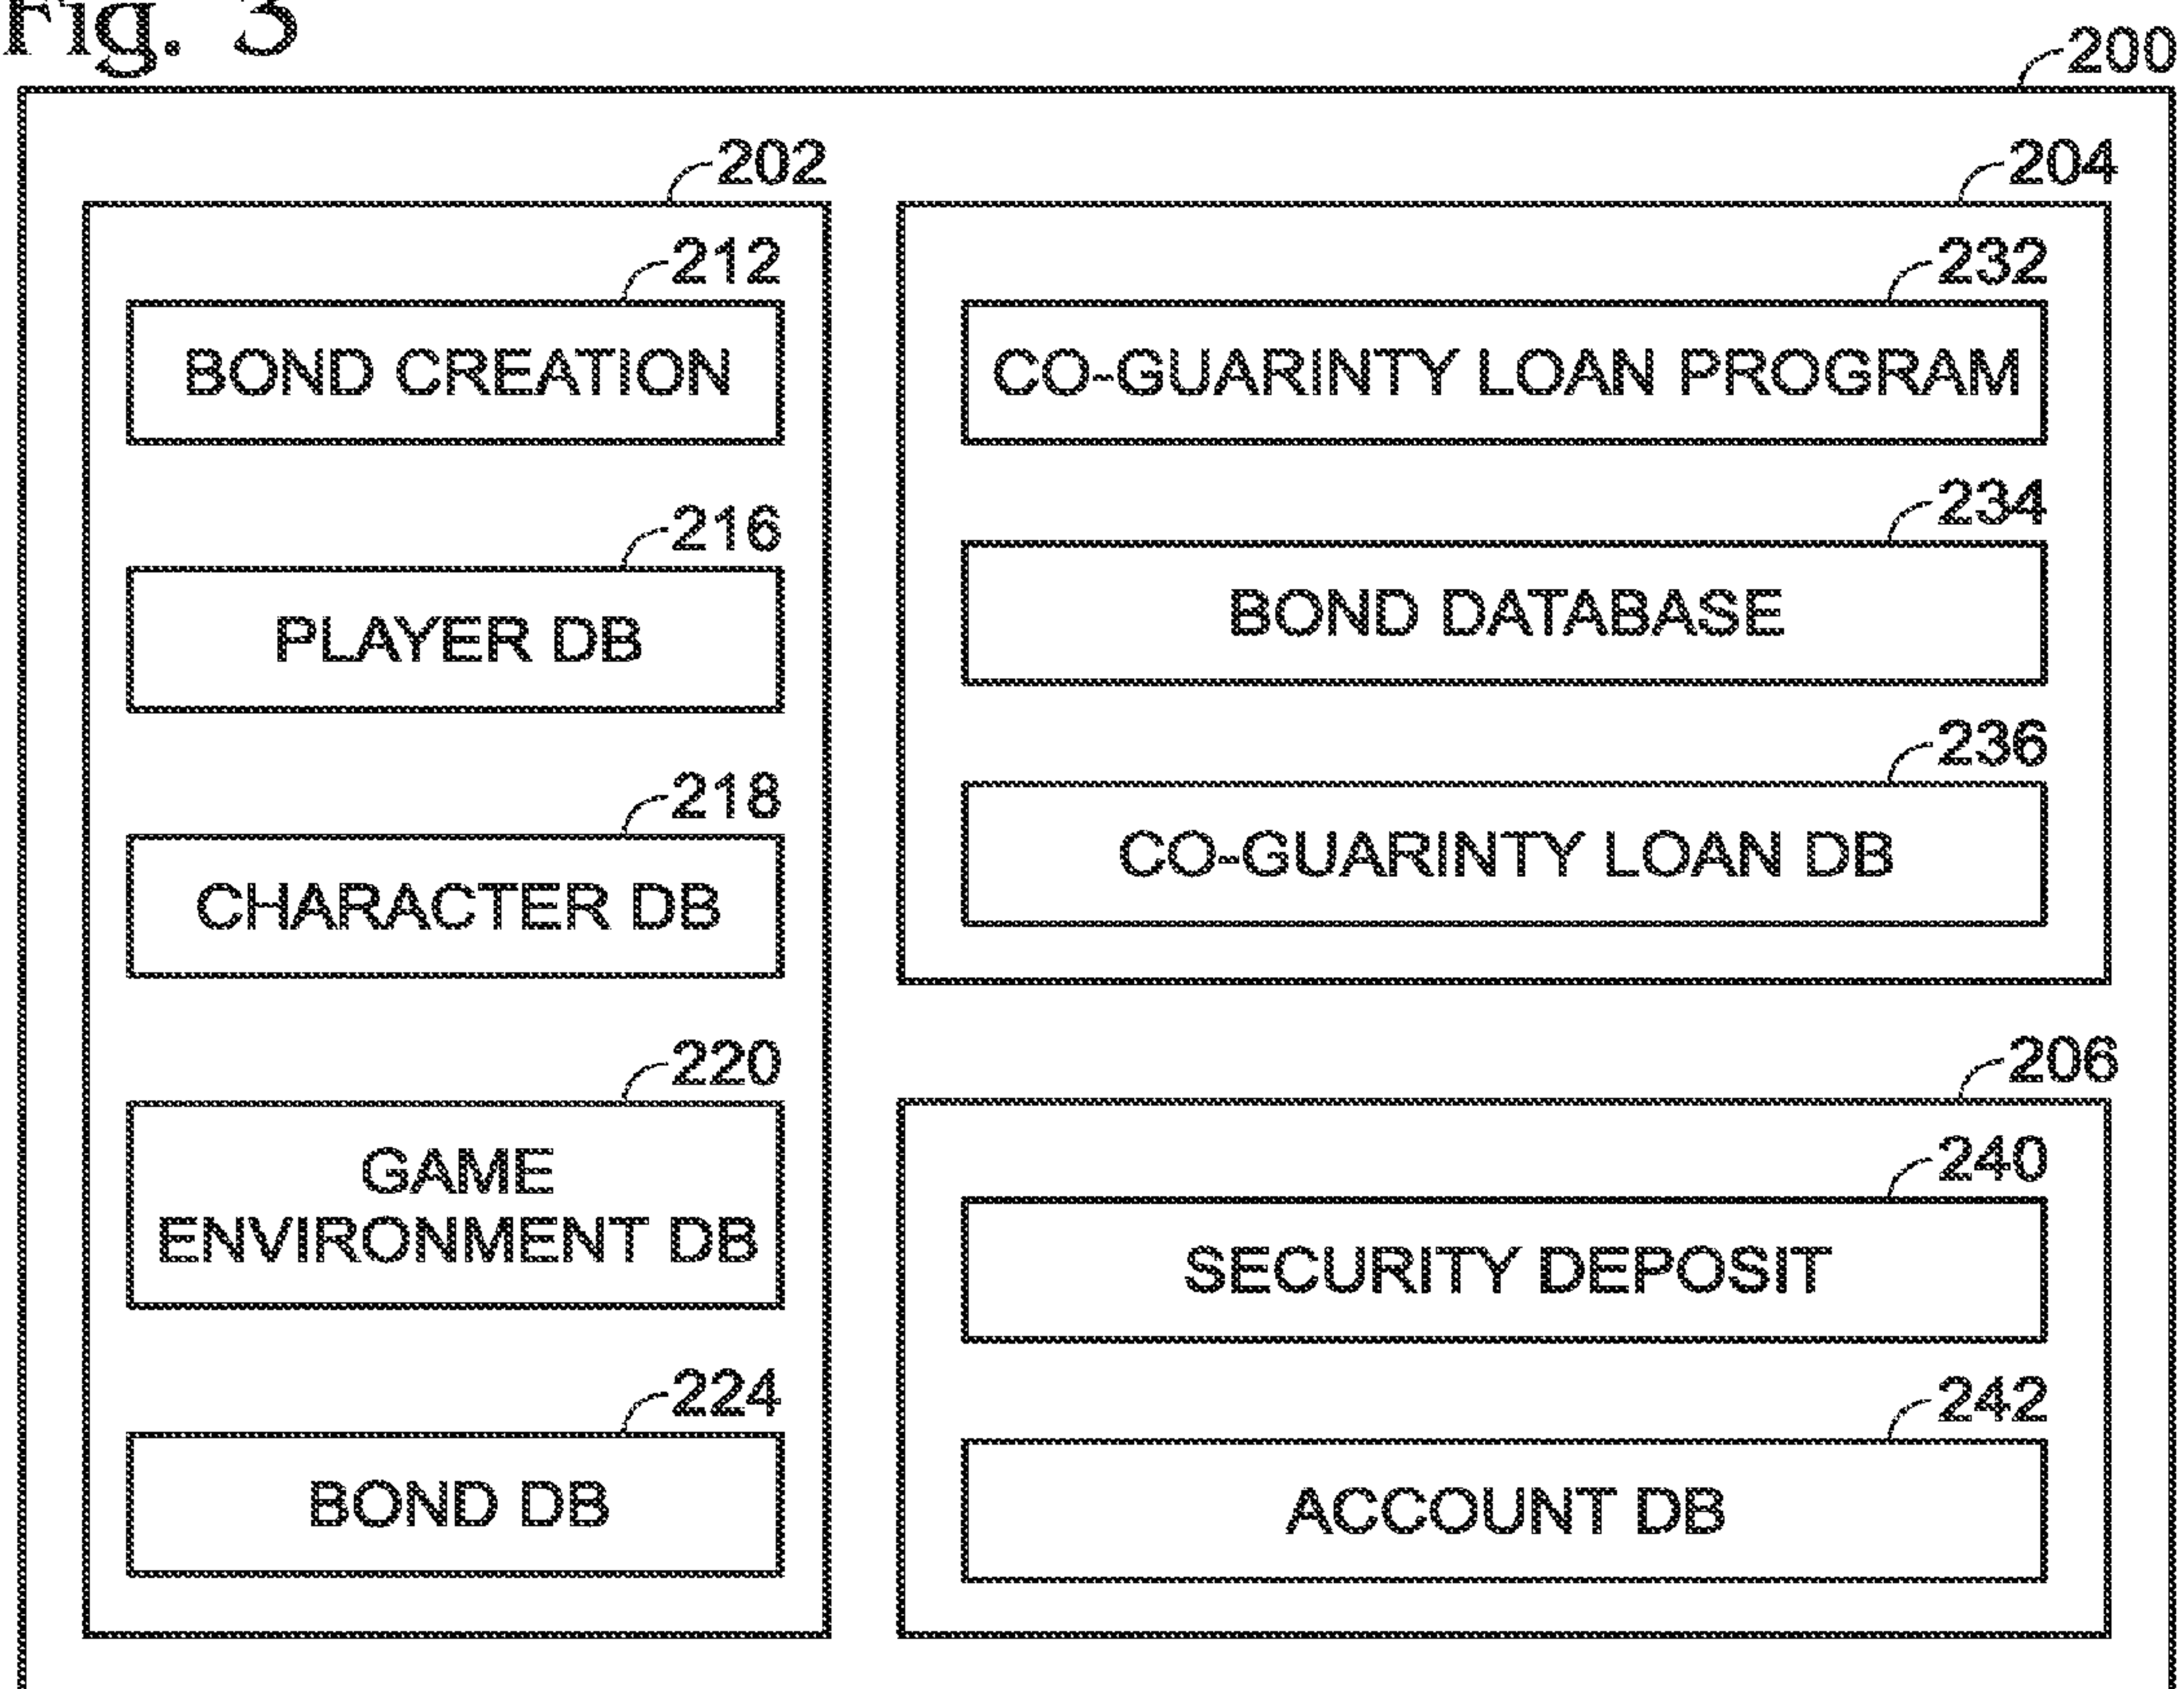 Fig. 3
200
202
212
BOND CREATION
216
PLAYER DB
218
CHARACTER DB
220
GAME
ENVIRONMENT DB
224
BOND DB
204
232
CO-GUARINTY LOAN PROGRAM
234
BOND DATABASE
236
CO-GUARINTY LOAN DB
206
240
SECURITY DEPOSIT
242
ACCOUNT DB